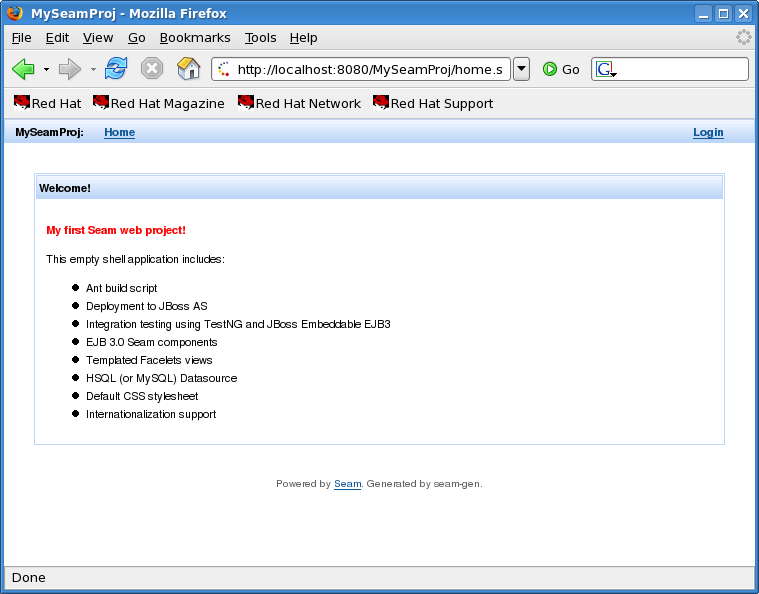 MySeamProj - Mozilla Firefox
File Edit View Go Bookmarks Tools Help
http://localhost:8080/MySeamProj/home.s Go G
Red Hat Red Hat Magazine Red Hat Network Red Hat Support
MySeamProj: Home Login
Welcome!
My first Seam web project!
This empty shell application includes:
Ant build script
Deployment to JBoss AS
Integration testing using TestNG and JBoss Embeddable EJB3
EJB 3.0 Seam components
Templated Facelets views
HSQL (or MySQL) Datasource
Default CSS stylesheet
Internationalization support
Powered by Seam. Generated by seam-gen.
Done